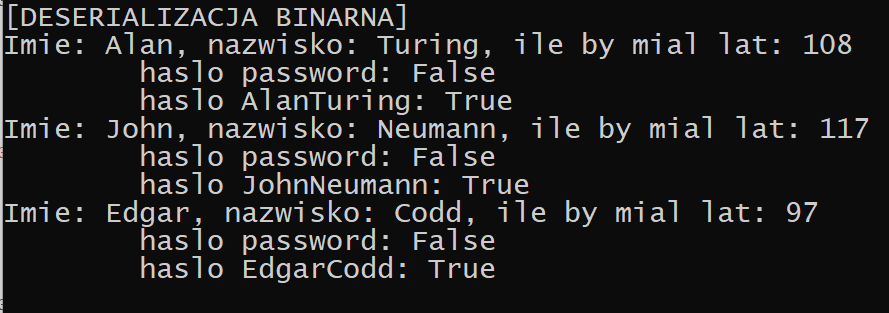 [DESERIALIZACJA BINARNA]
Imie: Alan, nazwisko: Turing, ile by mial lat: 108
haslo password: False
haslo AlanTuring: True
Imie: John, nazwisko: Neumann, ile by mial lat: 117
haslo password: False
haslo JohnNeumann: True
Imie: Edgar, nazwisko: Codd, ile by mial lat: 97
haslo password: False
haslo EdgarCodd: True